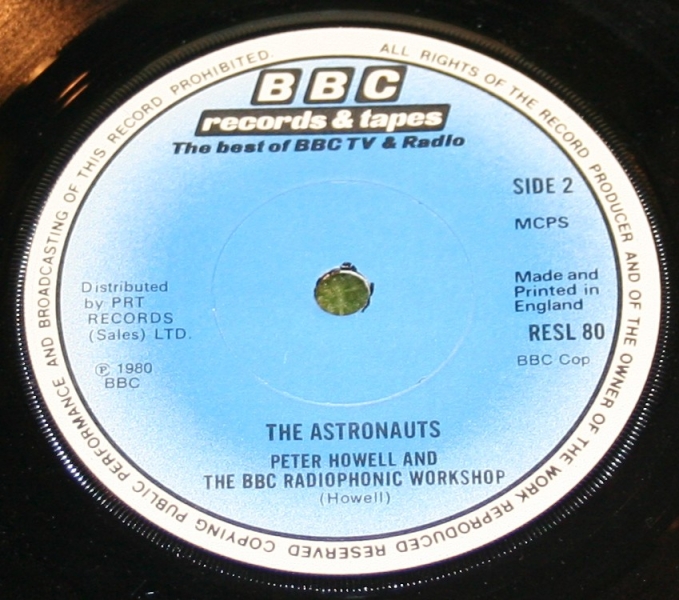 ALL RIGHTS OF THE RECORD PRODUCER AND OF THE OWNER OF THE WORK REPRODUCED RESERVED COPYING PUBLIC PERFORMANCE AND BROADCASTING OF THIS RECORD PROHIBITED.
BBC
records & tapes
The best of BBC TV & Radio
SIDE 2
MCPS
Distributed
by PRT
RECORDS
(Sales) LTD.
℗ 1980
BBC
Made and
Printed in
England
RESL 80
BBC Cop
THE ASTRONAUTS
PETER HOWELL AND
THE BBC RADIOPHONIC WORKSHOP
(Howell)